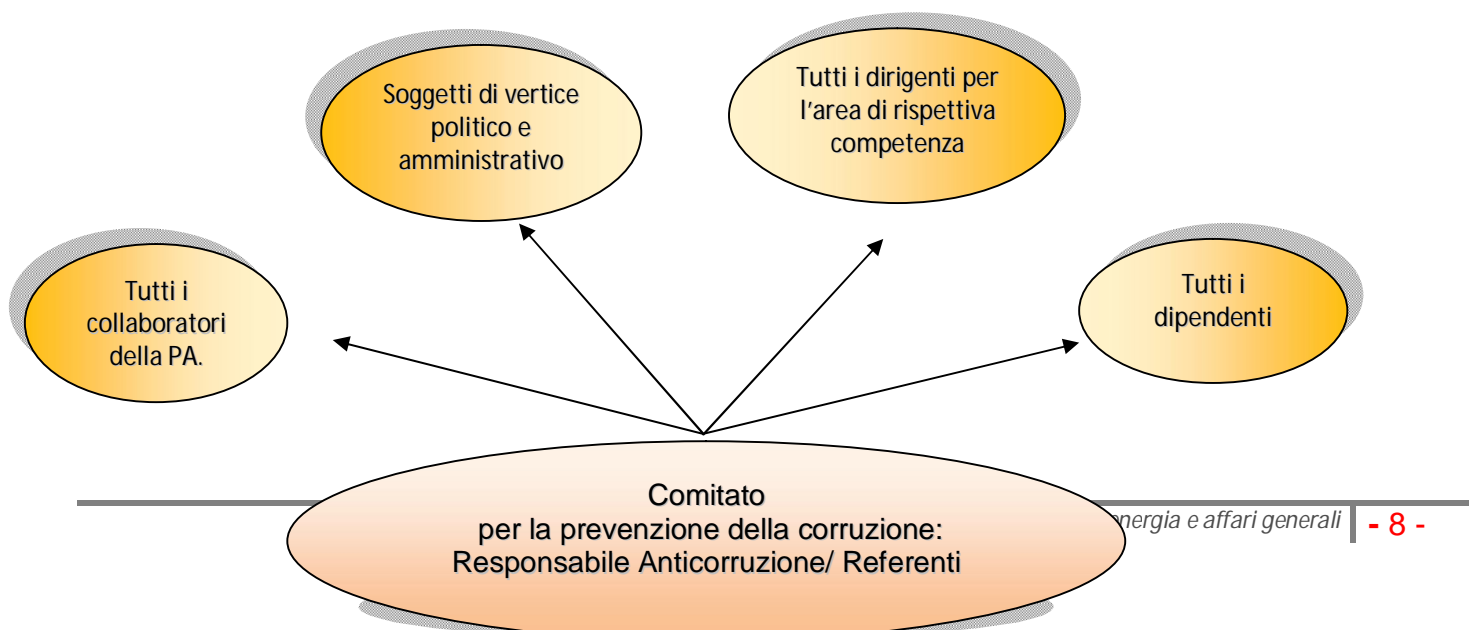 Soggetti di vertice
politico e
amministrativo
Tutti i dirigenti per
l'area di rispettiva
competenza
Tutti i
collaboratori
della PA.
Tutti i
dipendenti
Comitato
per la prevenzione della corruzione:
Responsabile Anticorruzione/ Referenti
energia e affari generali
- 8 -